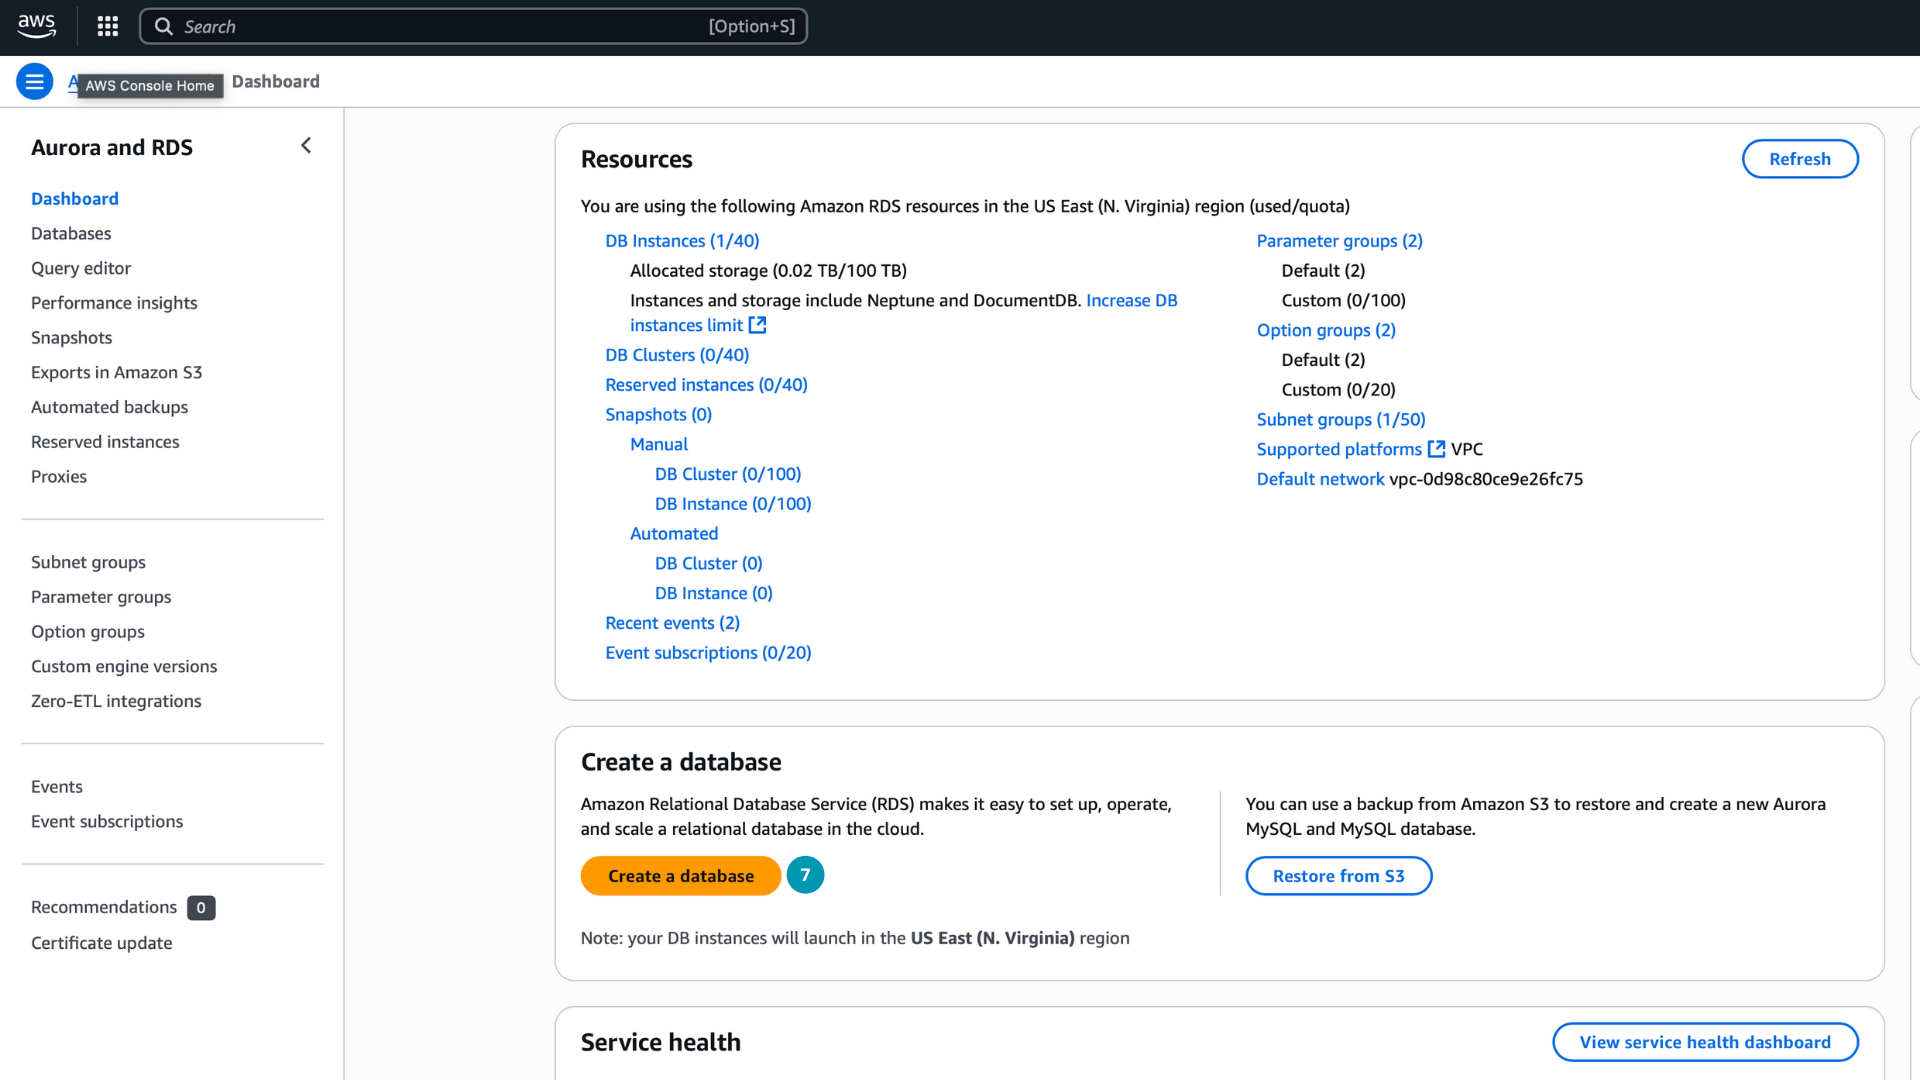 aws
Search [Option+S]
A
AWS Console Home
Dashboard
Aurora and RDS
Dashboard
Databases
Query editor
Performance insights
Snapshots
Exports in Amazon S3
Automated backups
Reserved instances
Proxies
Subnet groups
Parameter groups
Option groups
Custom engine versions
Zero-ETL integrations
Events
Event subscriptions
Recommendations 0
Certificate update
Resources
Refresh
You are using the following Amazon RDS resources in the US East (N. Virginia) region (used/quota)
DB Instances (1/40)
Allocated storage (0.02 TB/100 TB)
Instances and storage include Neptune and DocumentDB. Increase DB
instances limit
DB Clusters (0/40)
Reserved instances (0/40)
Snapshots (0)
Manual
DB Cluster (0/100)
DB Instance (0/100)
Automated
DB Cluster (0)
DB Instance (0)
Recent events (2)
Event subscriptions (0/20)
Parameter groups (2)
Default (2)
Custom (0/100)
Option groups (2)
Default (2)
Custom (0/20)
Subnet groups (1/50)
Supported platforms VPC
Default network vpc-0d98c80ce9e26fc75
Create a database
Amazon Relational Database Service (RDS) makes it easy to set up, operate,
and scale a relational database in the cloud.
Create a database 7
You can use a backup from Amazon S3 to restore and create a new Aurora
MySQL and MySQL database.
Restore from S3
Note: your DB instances will launch in the US East (N. Virginia) region
Service health
View service health dashboard